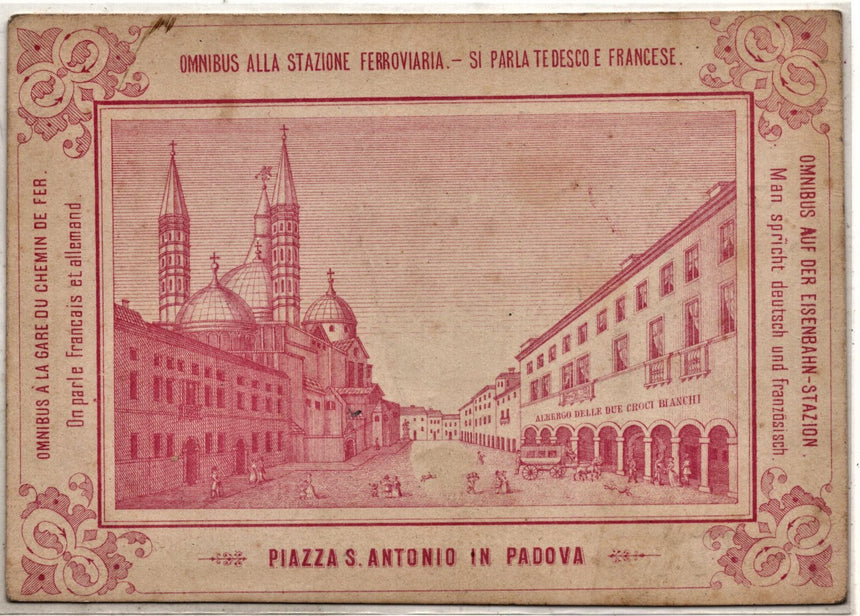 OMNIBUS ALLA STAZIONE FERROVIARIA.- SI PARLA TEDESCO E FRANCESE.
OMNIBUS À LA GARE DU CHEMIN DE FER.
On parle Francais et allemand.
OMNIBUS AUF DER EISENBAHN-STAZION
Man spricht deutsch und französisch
ALBERGO DELLE DUE CROCI BIANCHI
PIAZZA S. ANTONIO IN PADOVA